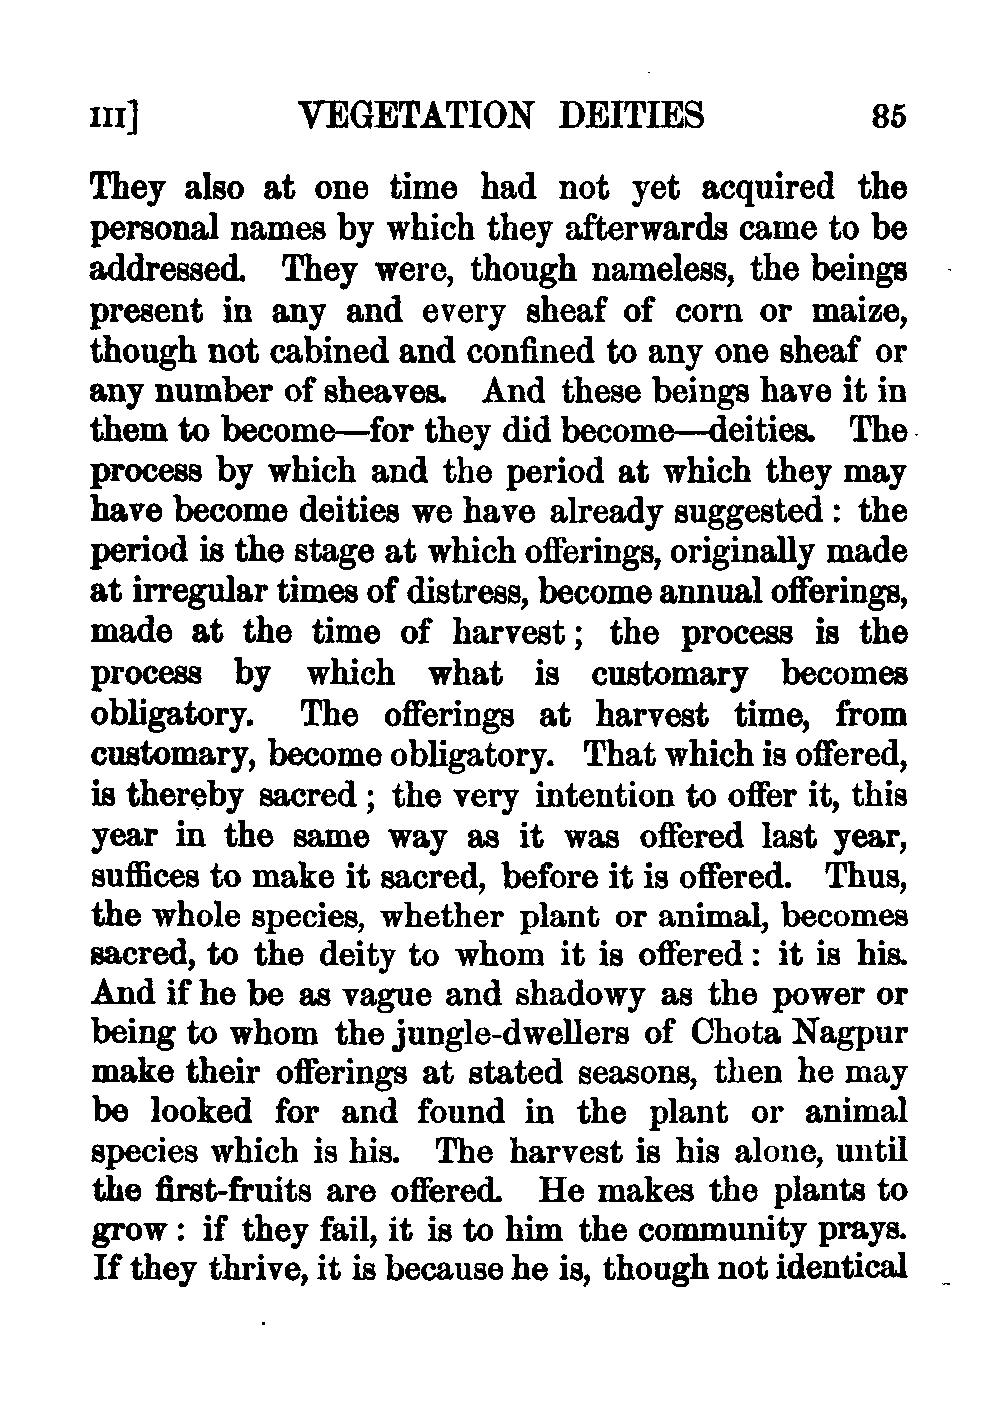 III] VEGETATION DEITIES 85
They also at one time had not yet acquired the
personal names by which they afterwards came to be
addressed. They were, though nameless, the beings
present in any and every sheaf of corn or maize,
though not cabined and confined to any one sheaf or
any number of sheaves. And these beings have it in
them to become—for they did become—deities. The
process by which and the period at which they may
have become deities we have already suggested : the
period is the stage at which offerings, originally made
at irregular times of distress, become annual offerings,
made at the time of harvest ; the process is the
process by which what is customary becomes
obligatory. The offerings at harvest time, from
customary, become obligatory. That which is offered,
is thereby sacred ; the very intention to offer it, this
year in the same way as it was offered last year,
suffices to make it sacred, before it is offered. Thus,
the whole species, whether plant or animal, becomes
sacred, to the deity to whom it is offered : it is his.
And if he be as vague and shadowy as the power or
being to whom the jungle-dwellers of Chota Nagpur
make their offerings at stated seasons, then he may
be looked for and found in the plant or animal
species which is his. The harvest is his alone, until
the first-fruits are offered. He makes the plants to
grow : if they fail, it is to him the community prays.
If they thrive, it is because he is, though not identical